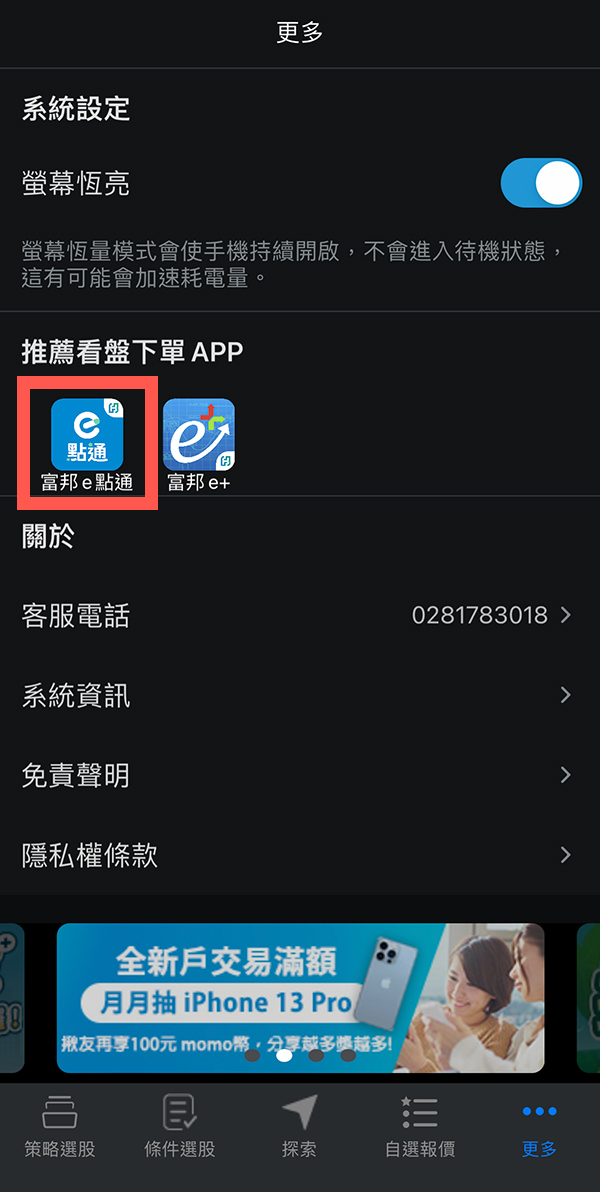 更多
系統設定
螢幕恆亮
螢幕恆量模式會使手機持續開啟，不會進入待機狀態，
這有可能會加速耗電量。
推薦看盤下單 APP
e
點通
富邦 e 點通
e
富邦 e+
關於
客服電話 0281783018
系統資訊
免責聲明
隱私權條款
全新戶交易滿額
月月抽 iPhone 13 Pro
揪友再享100元 momo幣，分享越多獎越多!
策略選股
條件選股
探索
自選報價
更多